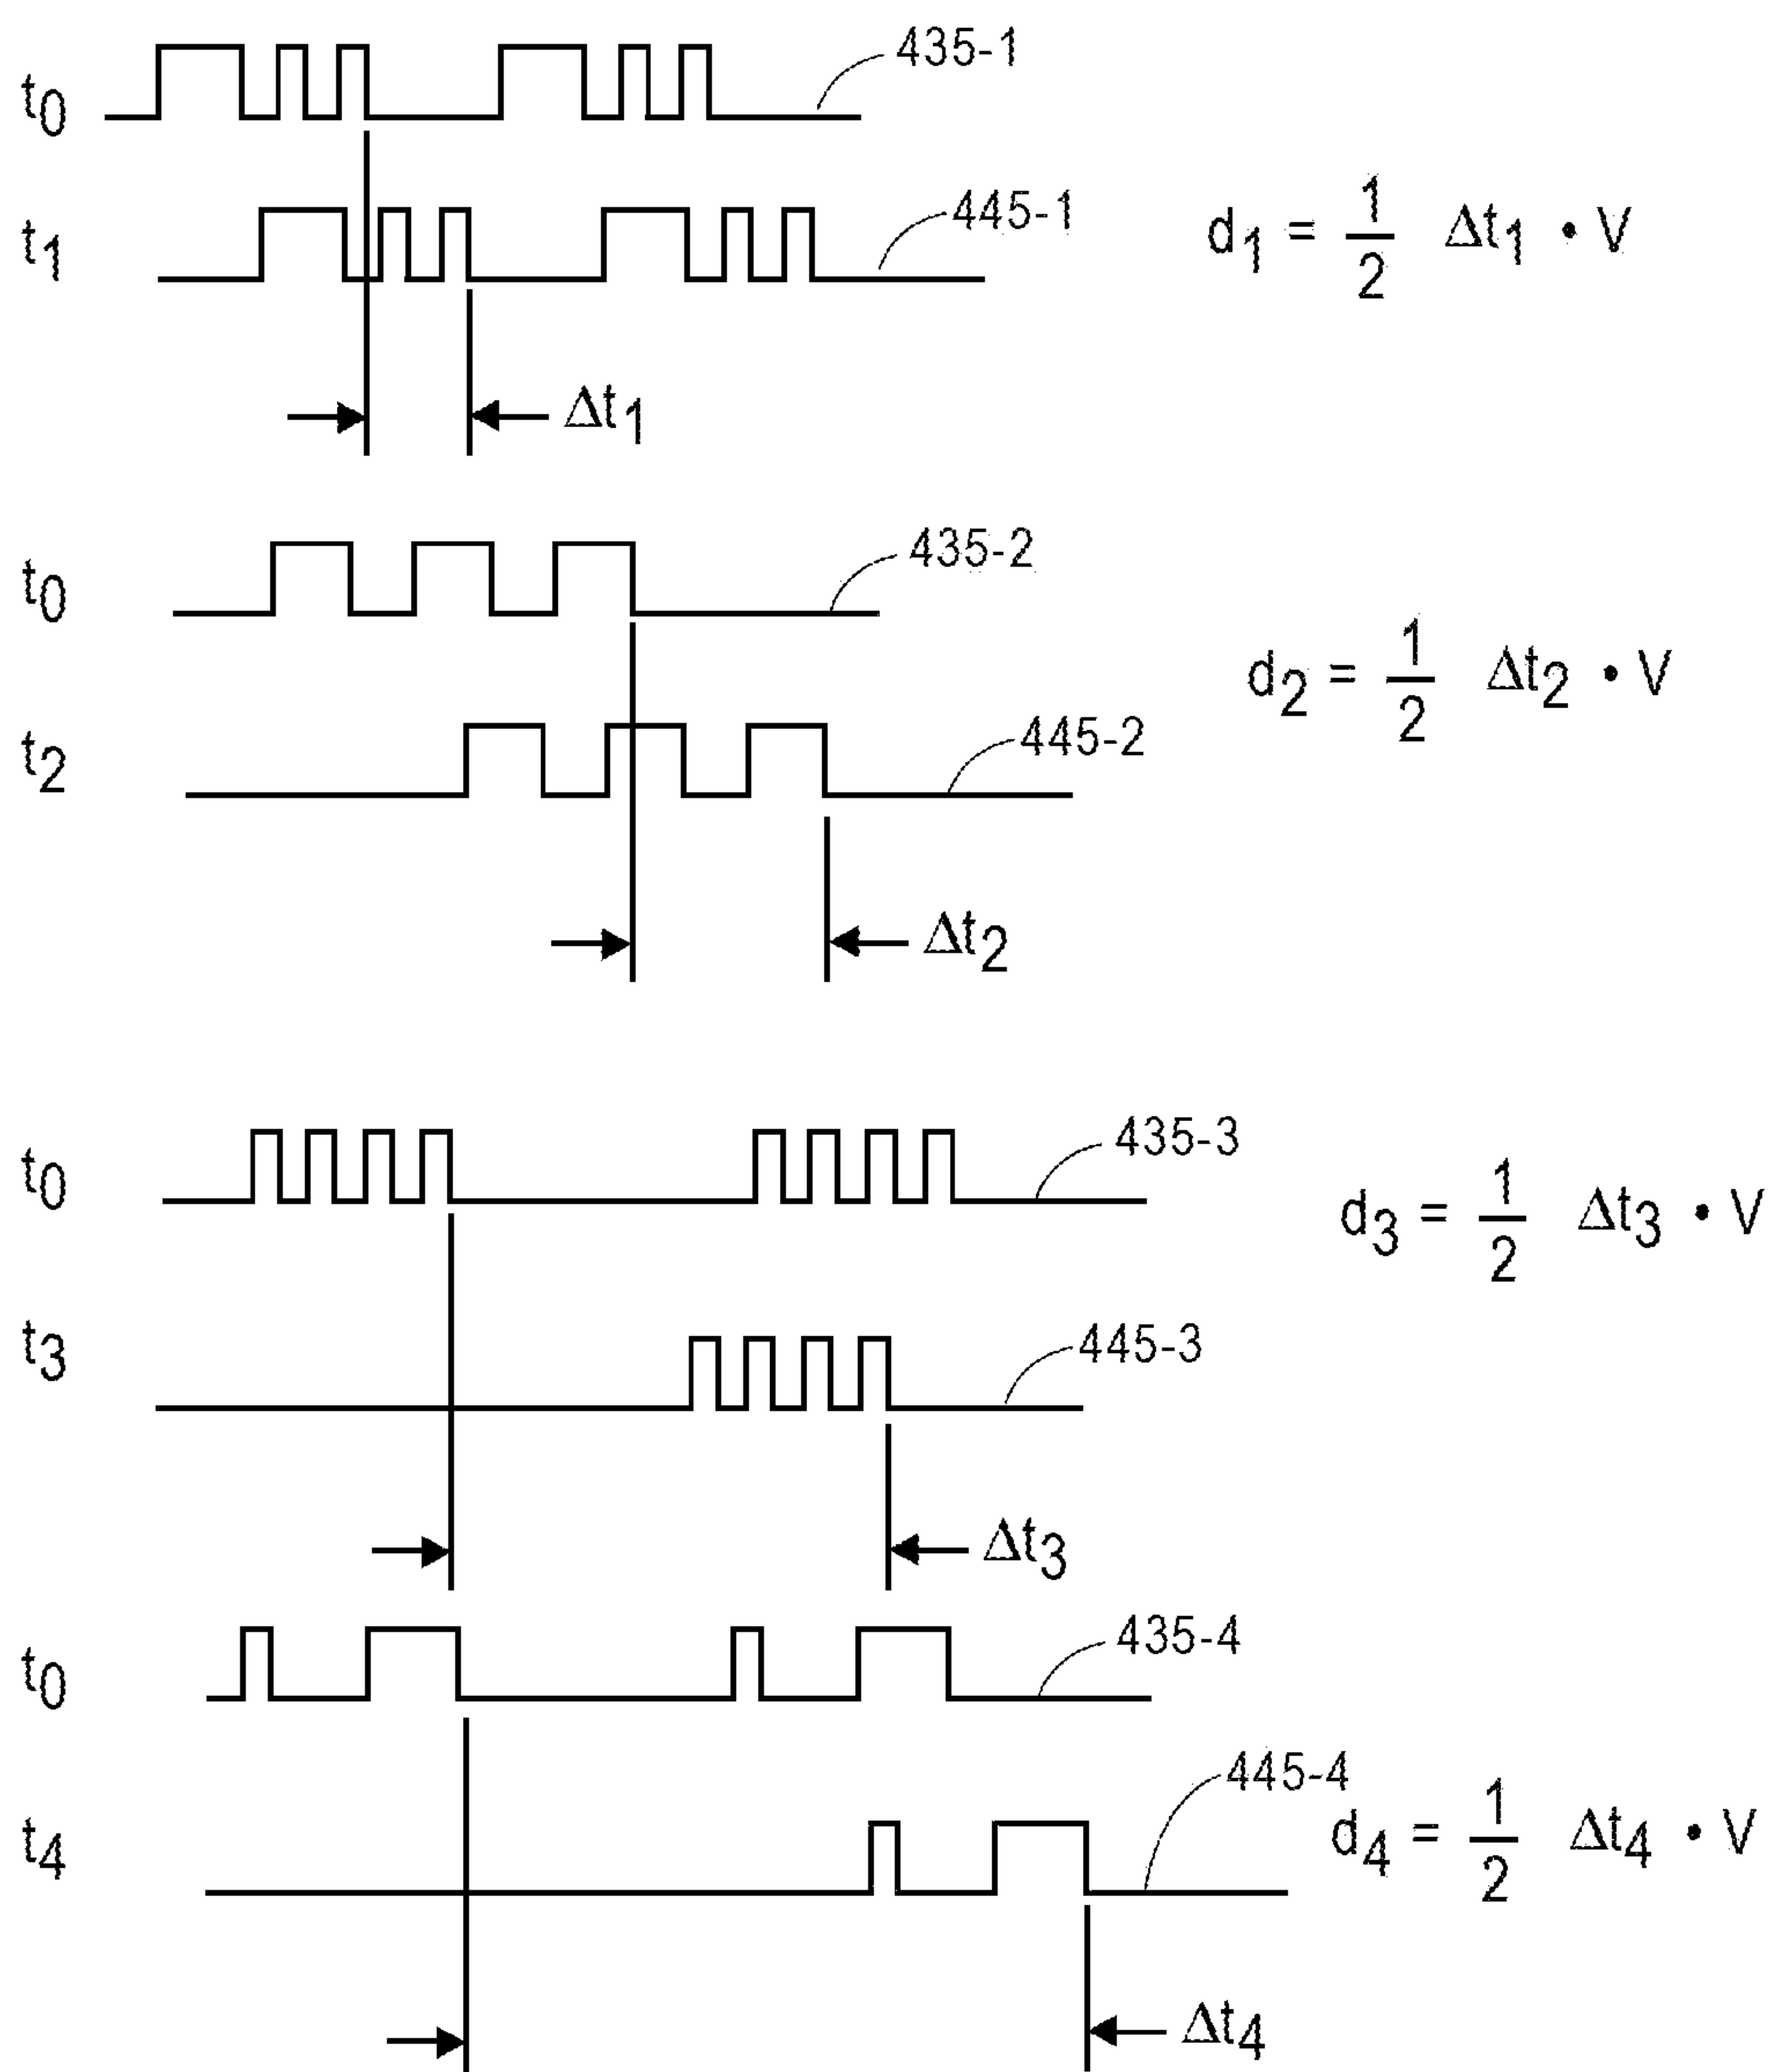 t0
435-1
t1
445-1
d1 = 1/2 Δt1 • V
Δt1
t0
435-2
d2 = 1/2 Δt2 • V
t2
445-2
Δt2
t0
435-3
d3 = 1/2 Δt3 • V
t3
445-3
Δt3
t0
435-4
t4
445-4
d4 = 1/2 Δt4 • V
Δt4